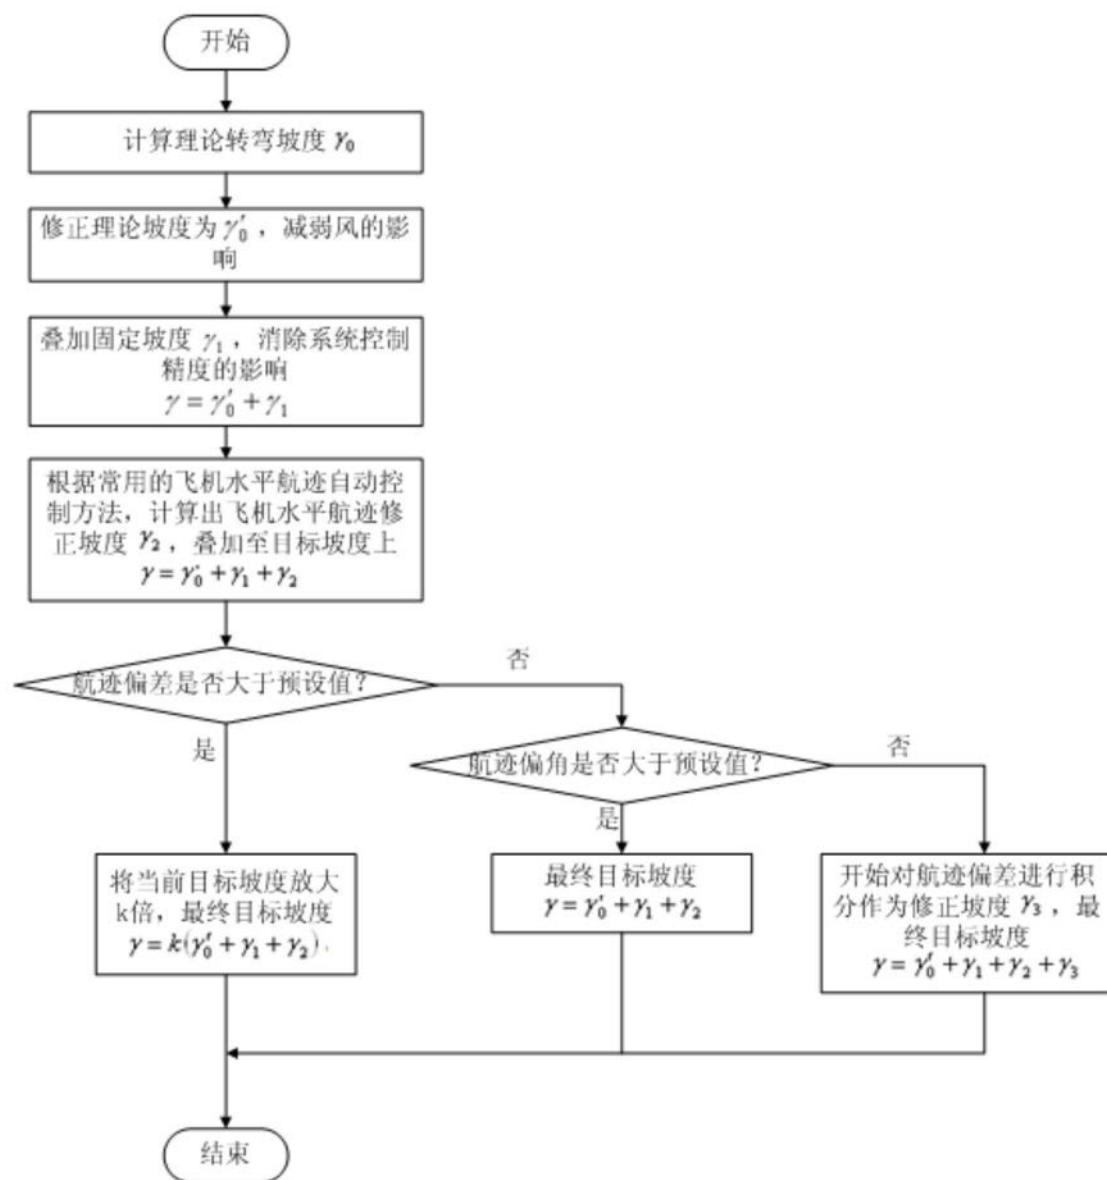 开始
计算理论转弯坡度 γ₀
修正理论坡度为 γ₀′ ，减弱风的影
响
叠加固定坡度 γ₁ ，消除系统控制
精度的影响
γ = γ₀′ + γ₁
根据常用的飞机水平航迹自动控
制方法，计算出飞机水平航迹修
正坡度 γ₂ ，叠加至目标坡度上
γ = γ₀′ + γ₁ + γ₂
航迹偏差是否大于预设值？
否
是
航迹偏角是否大于预设值？
否
是
将当前目标坡度放大
k倍，最终目标坡度
γ = k(γ₀′ + γ₁ + γ₂).
最终目标坡度
γ = γ₀′ + γ₁ + γ₂
开始对航迹偏差进行积
分作为修正坡度 γ₃ ，最
终目标坡度
γ = γ₀′ + γ₁ + γ₂ + γ₃
结束